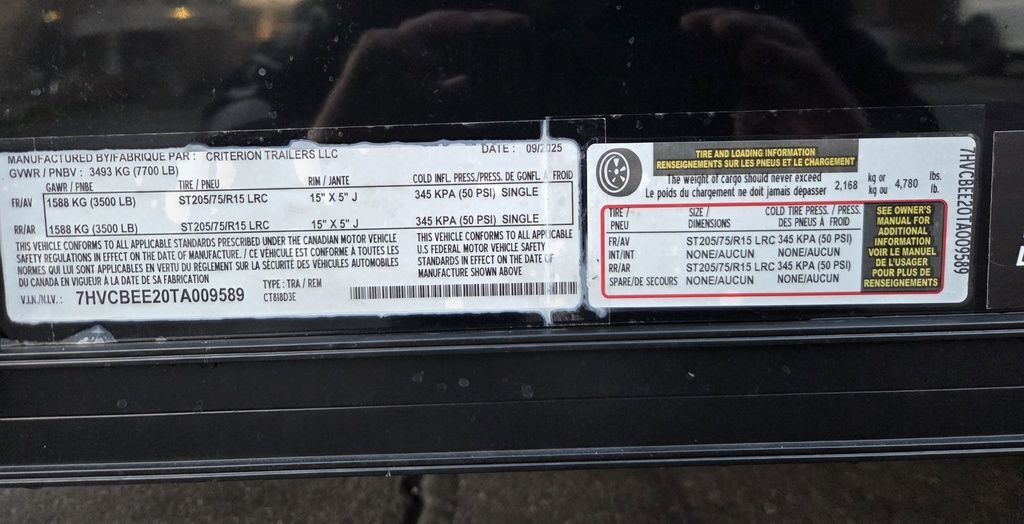 MANUFACTURED BY/FABRIQUE PAR : CRITERION TRAILERS LLC DATE : 09/2025
GVWR / PNBV : 3493 KG (7700 LB)
GAWR / PNBE TIRE / PNEU RIM / JANTE COLD INFL. PRESS/PRESS. DE GONFL. À FROID
FR/AV 1588 KG (3500 LB) ST205/75/R15 LRC 15" X 5" J 345 KPA (50 PSI) SINGLE
RR/AR 1588 KG (3500 LB) ST205/75/R15 LRC 15" X 5" J 345 KPA (50 PSI) SINGLE
THIS VEHICLE CONFORMS TO ALL APPLICABLE STANDARDS PRESCRIBED UNDER THE CANADIAN MOTOR VEHICLE
SAFETY REGULATIONS IN EFFECT ON THE DATE OF MANUFACTURE. / CE VÉHICULE EST CONFORME À TOUTES LES
NORMES QUI LUI SONT APPLICABLES EN VERTU DU RÈGLEMENT SUR LA SÉCURITÉ DES VÉHICULES AUTOMOBILES
DU CANADA EN VIGUEUR À LA DATE DE SA FABRICATION
THIS VEHICLE CONFORMS TO ALL APPLICABLE
U.S FEDERAL MOTOR VEHICLE SAFETY
STANDARDS IN EFFECT ON THE DATE OF
MANUFACTURE SHOWN ABOVE
V.I.N./N.I.V. : 7HVCBEE20TA009589
TYPE : TRA / REM
CT818D3E
TIRE AND LOADING INFORMATION
RENSEIGNEMENTS SUR LES PNEUS ET LE CHARGEMENT
The weight of cargo should never exceed
Le poids du chargement ne doit jamais dépasser
2,168 kg or 4,780 lbs.
kg ou lb.
TIRE / SIZE / COLD TIRE PRESS. / PRESS.
PNEU DIMENSIONS DES PNEUS À FROID
FR/AV ST205/75/R15 LRC 345 KPA (50 PSI)
INT/INT NONE/AUCUN NONE/AUCUN
RR/AR ST205/75/R15 LRC 345 KPA (50 PSI)
SPARE/DE SECOURS NONE/AUCUN NONE/AUCUN
SEE OWNER'S
MANUAL FOR
ADDITIONAL
INFORMATION
VOIR LE MANUEL
DE L'USAGER
POUR PLUS DE
RENSEIGNEMENTS
7HVCBEE20TA009589